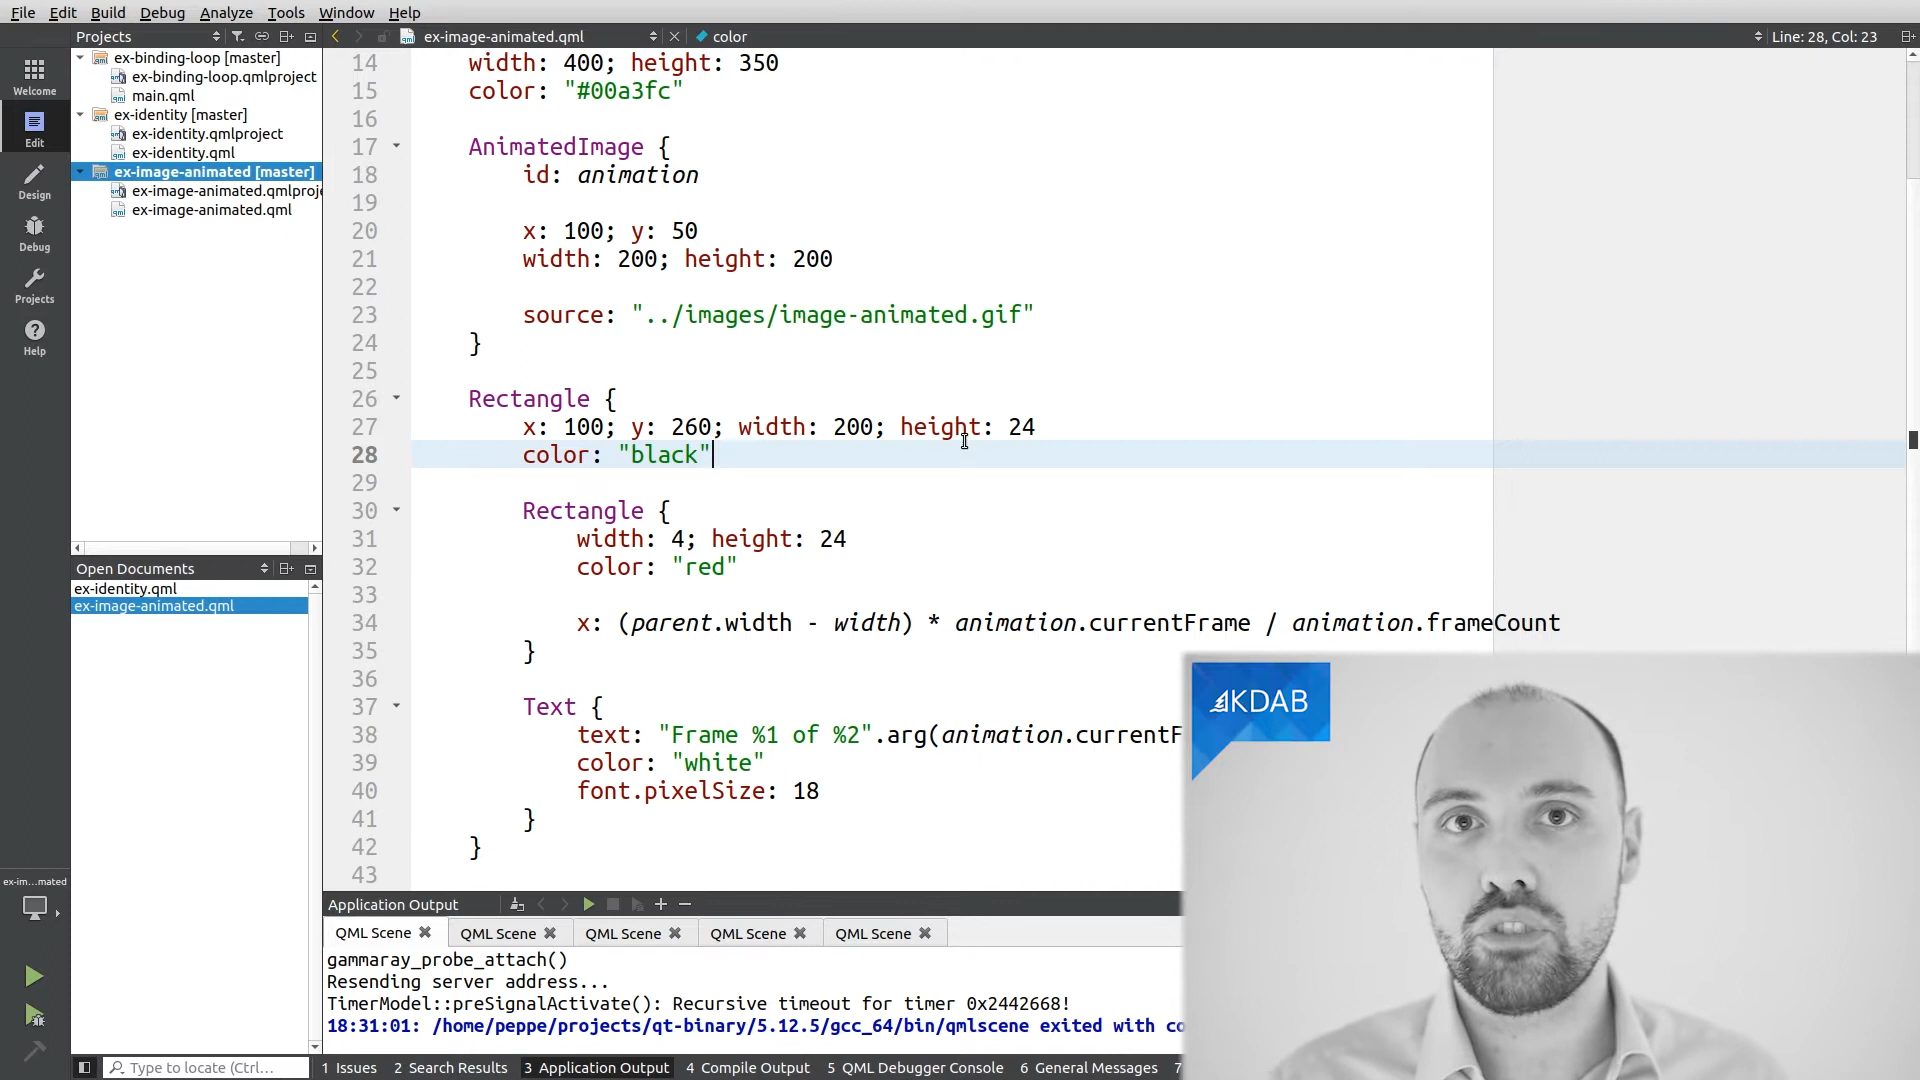 File Edit Build Debug Analyze Tools Window Help
Projects
ex-image-animated.qml
color
Line: 28, Col: 23
Welcome
Edit
Design
Debug
Projects
Help
ex-binding-loop [master]
ex-binding-loop.qmlproject
main.qml
ex-identity [master]
ex-identity.qmlproject
ex-identity.qml
ex-image-animated [master]
ex-image-animated.qmlproj
ex-image-animated.qml
Open Documents
ex-identity.qml
ex-image-animated.qml
14 width: 400; height: 350
15 color: "#00a3fc"
16
17 AnimatedImage {
18 id: animation
19
20 x: 100; y: 50
21 width: 200; height: 200
22
23 source: "../images/image-animated.gif"
24 }
25
26 Rectangle {
27 x: 100; y: 260; width: 200; height: 24
28 color: "black"
29
30 Rectangle {
31 width: 4; height: 24
32 color: "red"
33
34 x: (parent.width - width) * animation.currentFrame / animation.frameCount
35 }
36
37 Text {
38 text: "Frame %1 of %2".arg(animation.currentF
39 color: "white"
40 font.pixelSize: 18
41 }
42 }
43
KDAB
Application Output
QML Scene QML Scene QML Scene QML Scene QML Scene
gammaray_probe_attach()
Resending server address...
TimerModel::preSignalActivate(): Recursive timeout for timer 0x2442668!
18:31:01: /home/peppe/projects/qt-binary/5.12.5/gcc_64/bin/qmlscene exited with co
ex-im...mated
Type to locate (Ctrl...
1 Issues 2 Search Results 3 Application Output 4 Compile Output 5 QML Debugger Console 6 General Messages 7